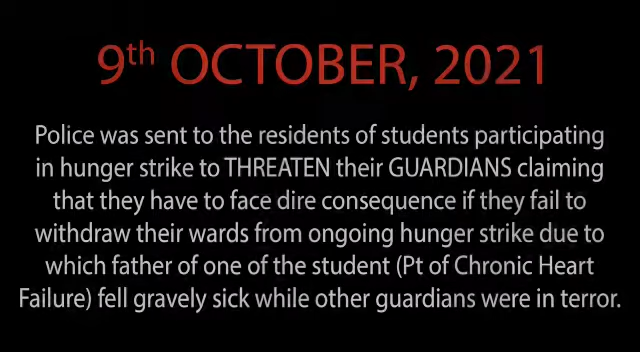 9th OCTOBER, 2021
Police was sent to the residents of students participating
in hunger strike to THREATEN their GUARDIANS claiming
that they have to face dire consequence if they fail to
withdraw their wards from ongoing hunger strike due to
which father of one of the student (Pt of Chronic Heart
Failure) fell gravely sick while other guardians were in terror.